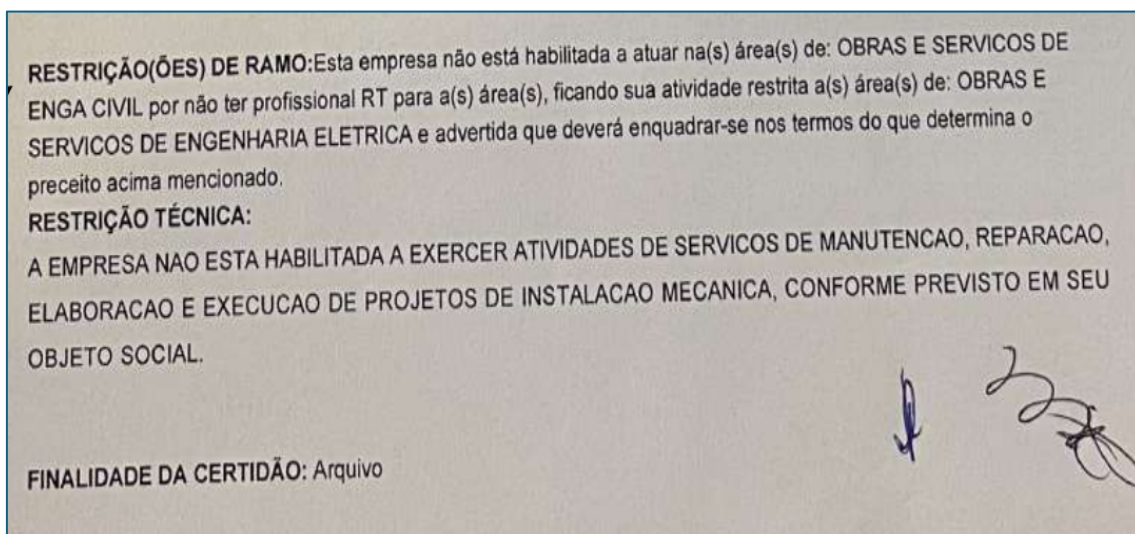 RESTRIÇÃO(ÕES) DE RAMO:Esta empresa não está habilitada a atuar na(s) área(s) de: OBRAS E SERVICOS DE
ENGA CIVIL por não ter profissional RT para a(s) área(s), ficando sua atividade restrita a(s) área(s) de: OBRAS E
SERVICOS DE ENGENHARIA ELETRICA e advertida que deverá enquadrar-se nos termos do que determina o
preceito acima mencionado.
RESTRIÇÃO TÉCNICA:
A EMPRESA NAO ESTA HABILITADA A EXERCER ATIVIDADES DE SERVICOS DE MANUTENCAO, REPARACAO,
ELABORACAO E EXECUCAO DE PROJETOS DE INSTALACAO MECANICA, CONFORME PREVISTO EM SEU
OBJETO SOCIAL.
FINALIDADE DA CERTIDÃO: Arquivo